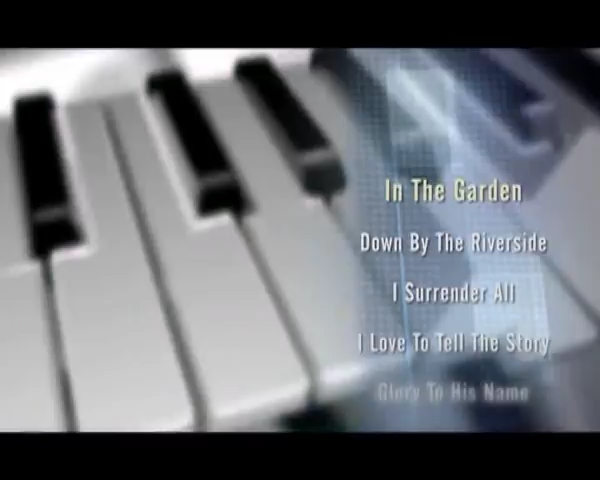 In The Garden
Down By The Riverside
I Surrender All
I Love To Tell The Story
Glory To His Name